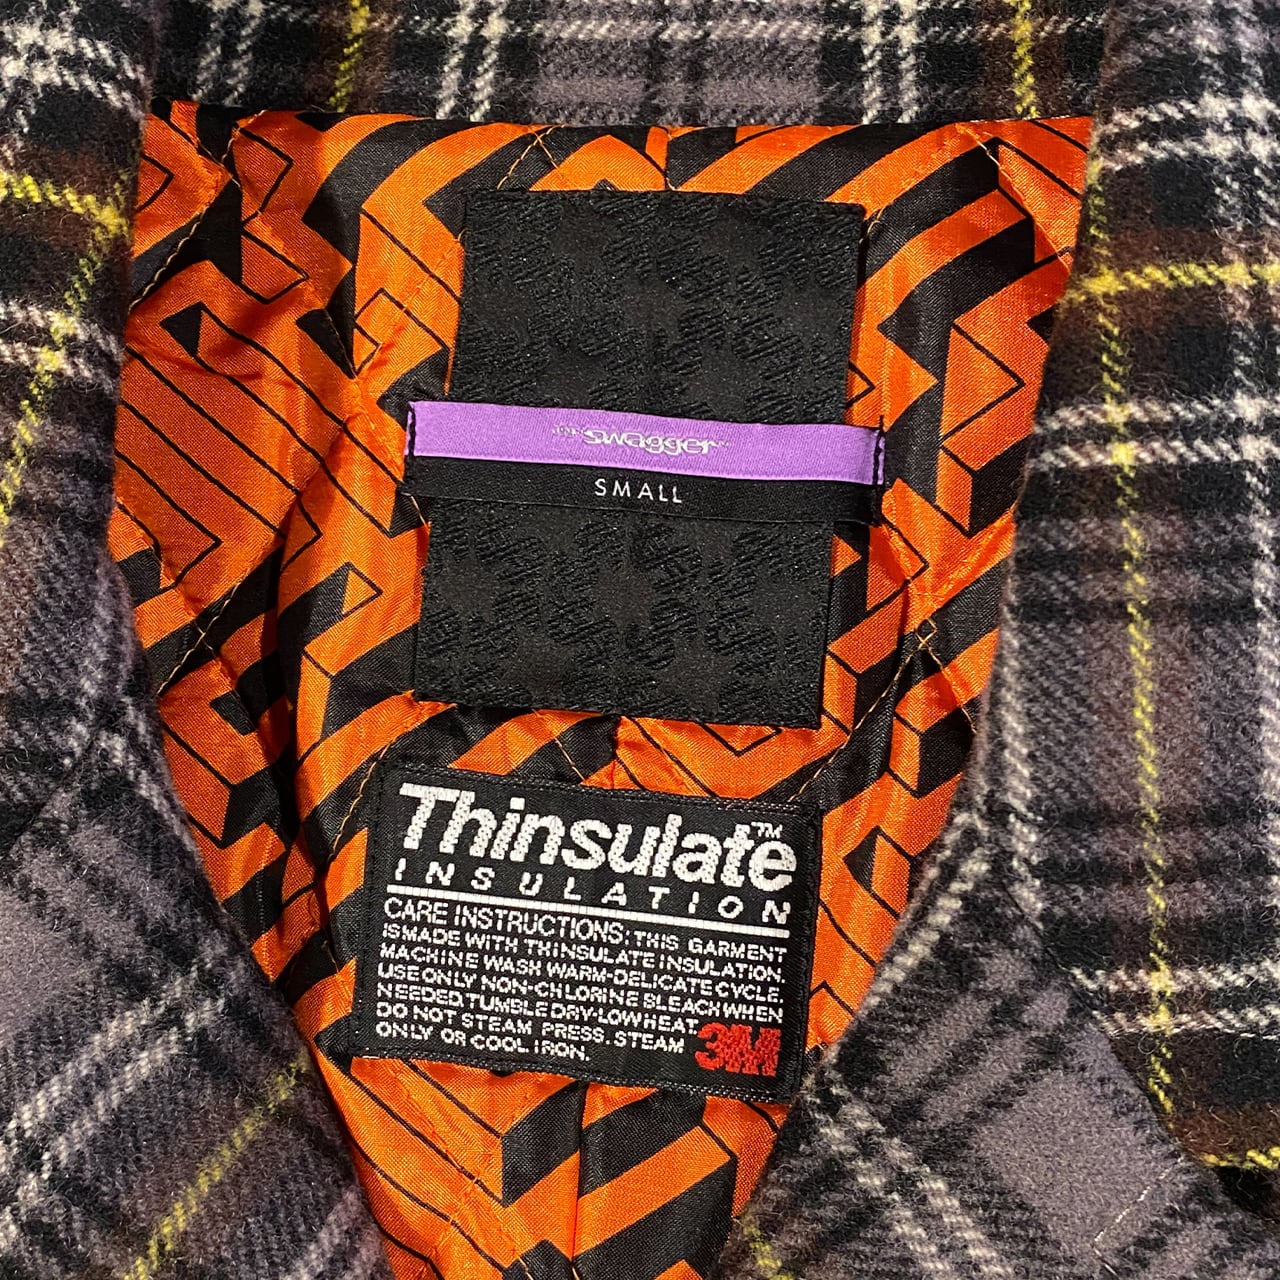 swagger
SMALL
Thinsulate™
INSULATION
CARE INSTRUCTIONS: THIS GARMENT
IS MADE WITH THINSULATE INSULATION.
MACHINE WASH WARM-DELICATE CYCLE.
USE ONLY NON-CHLORINE BLEACH WHEN
NEEDED. TUMBLE DRY-LOW HEAT.
DO NOT STEAM PRESS. STEAM
ONLY OR COOL IRON.
3M